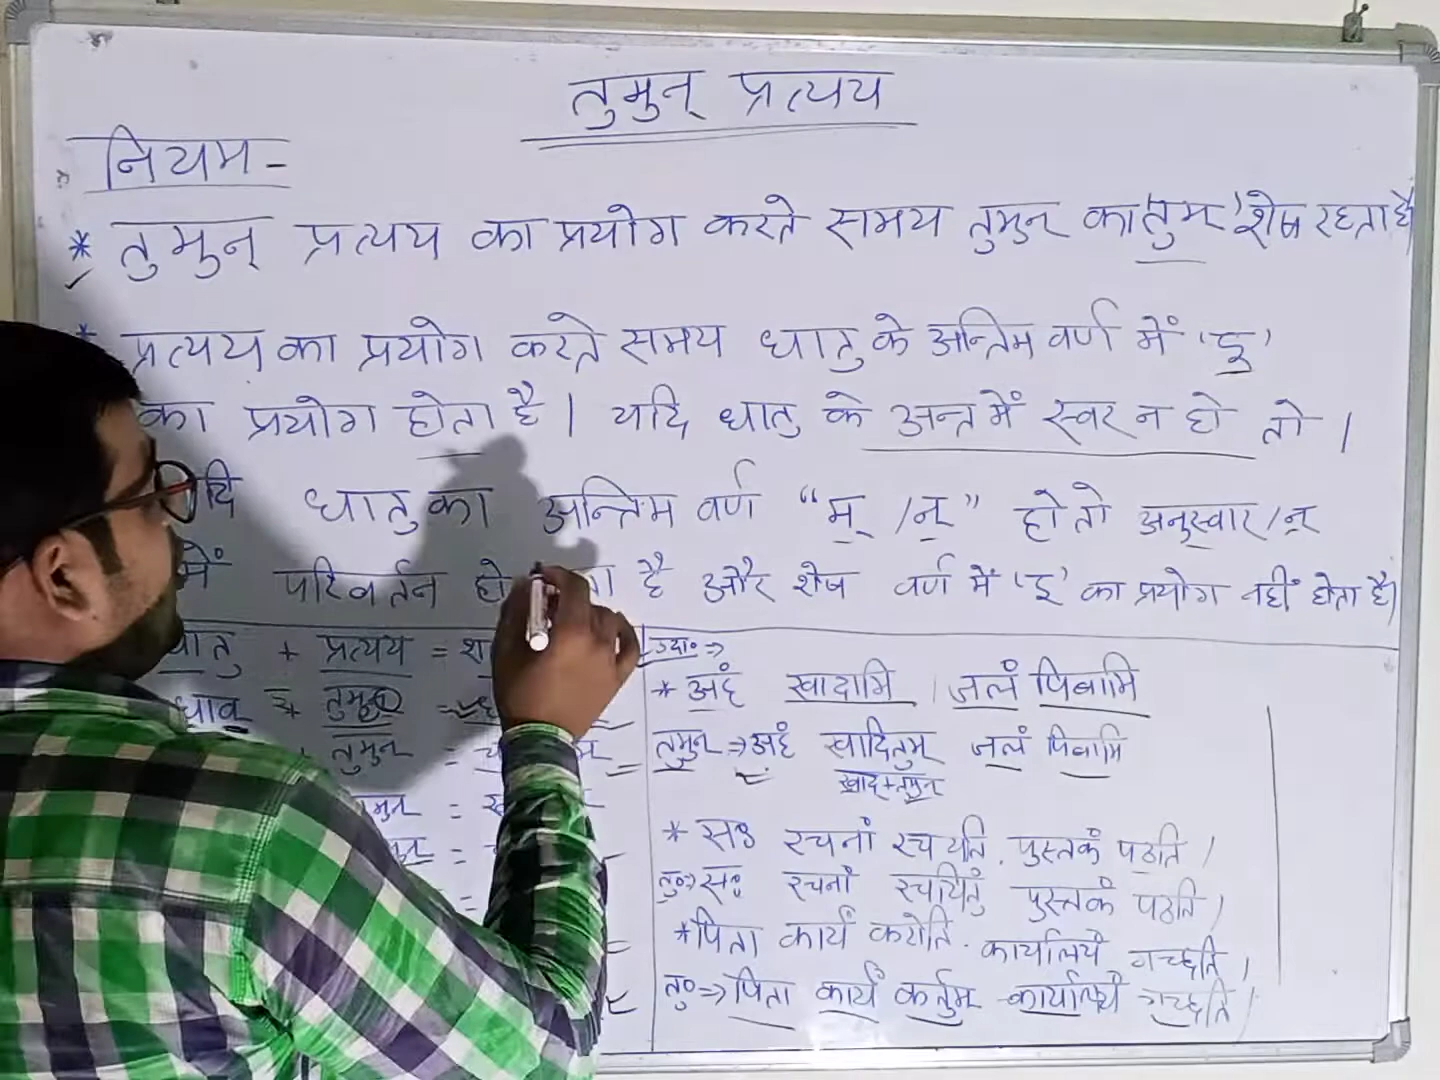 तुमुन् प्रत्यय
नियम-
* तुमुन् प्रत्यय का प्रयोग करते समय तुमुन् का 'तुम्' शेष रहता है
* प्रत्यय का प्रयोग करते समय धातु के अन्तिम वर्ण में 'इ'
का प्रयोग होता है। यदि धातु के अन्त में स्वर न हो तो।
धातु का अन्तिम वर्ण "म् /न्" हो तो अनुस्वार/न्
में परिवर्तन है और शेष वर्ण में 'इ' का प्रयोग नहीं होता है।
धातु + प्रत्यय =
धाव् + तुमुन् =
+ तुमुन् =
=
=
=
उदा० ⇒
* अहं खादामि । जलं पिबामि
तुमुन् ⇒ अहं खादितुम् जलं पिबामि
खाद्+तुमुन्
* सः रचनां रचयति. पुस्तकं पठति।
तु०⇒ सः रचनां रचयितुं पुस्तकं पठति।
* पिता कार्यं करोति. कार्यालयं गच्छति।
तु० ⇒ पिता कार्यं कर्तुम् कार्यालयं गच्छति।